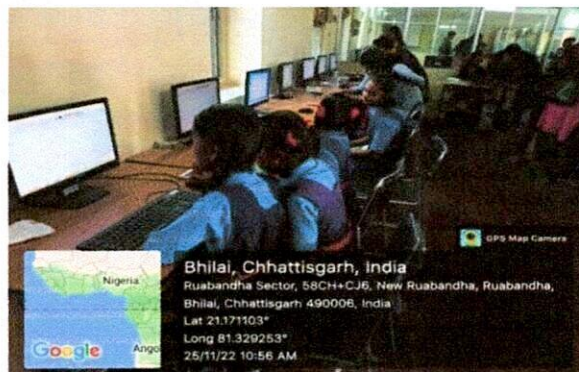 GPS Map Camera
Nigeria
Ango
Google
Bhilai, Chhattisgarh, India
Ruabandha Sector, 58CH+CJ6, New Ruabandha, Ruabandha,
Bhilai, Chhattisgarh 490006, India
Lat 21.171103°
Long 81.329253°
25/11/22 10:56 AM